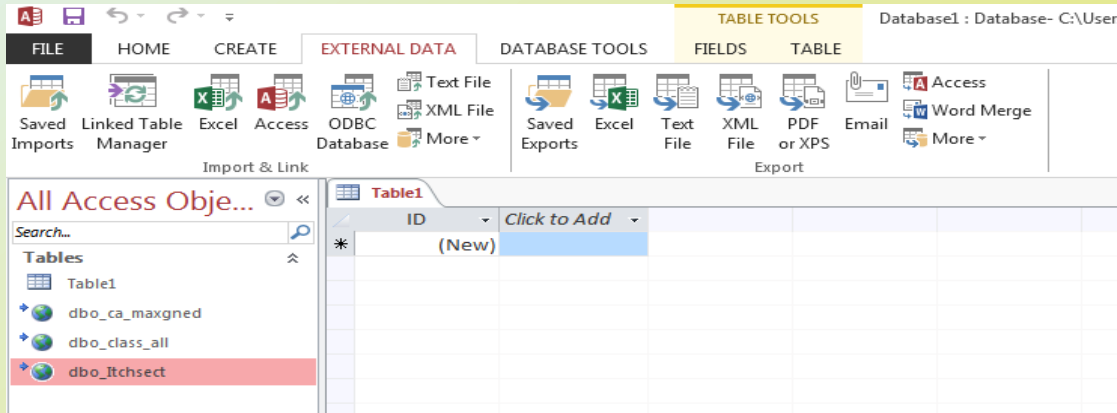 TABLE TOOLS Database1 : Database- C:\User
FILE HOME CREATE EXTERNAL DATA DATABASE TOOLS FIELDS TABLE
Saved Imports
Linked Table Manager
Excel
Access
ODBC Database
Text File
XML File
More
Import & Link
Saved Exports
Excel
Text File
XML File
PDF or XPS
Email
Access
Word Merge
More
Export
All Access Obje...
Search...
Tables
Table1
dbo_ca_maxgned
dbo_class_all
dbo_ltchsect
Table1
ID Click to Add
(New)